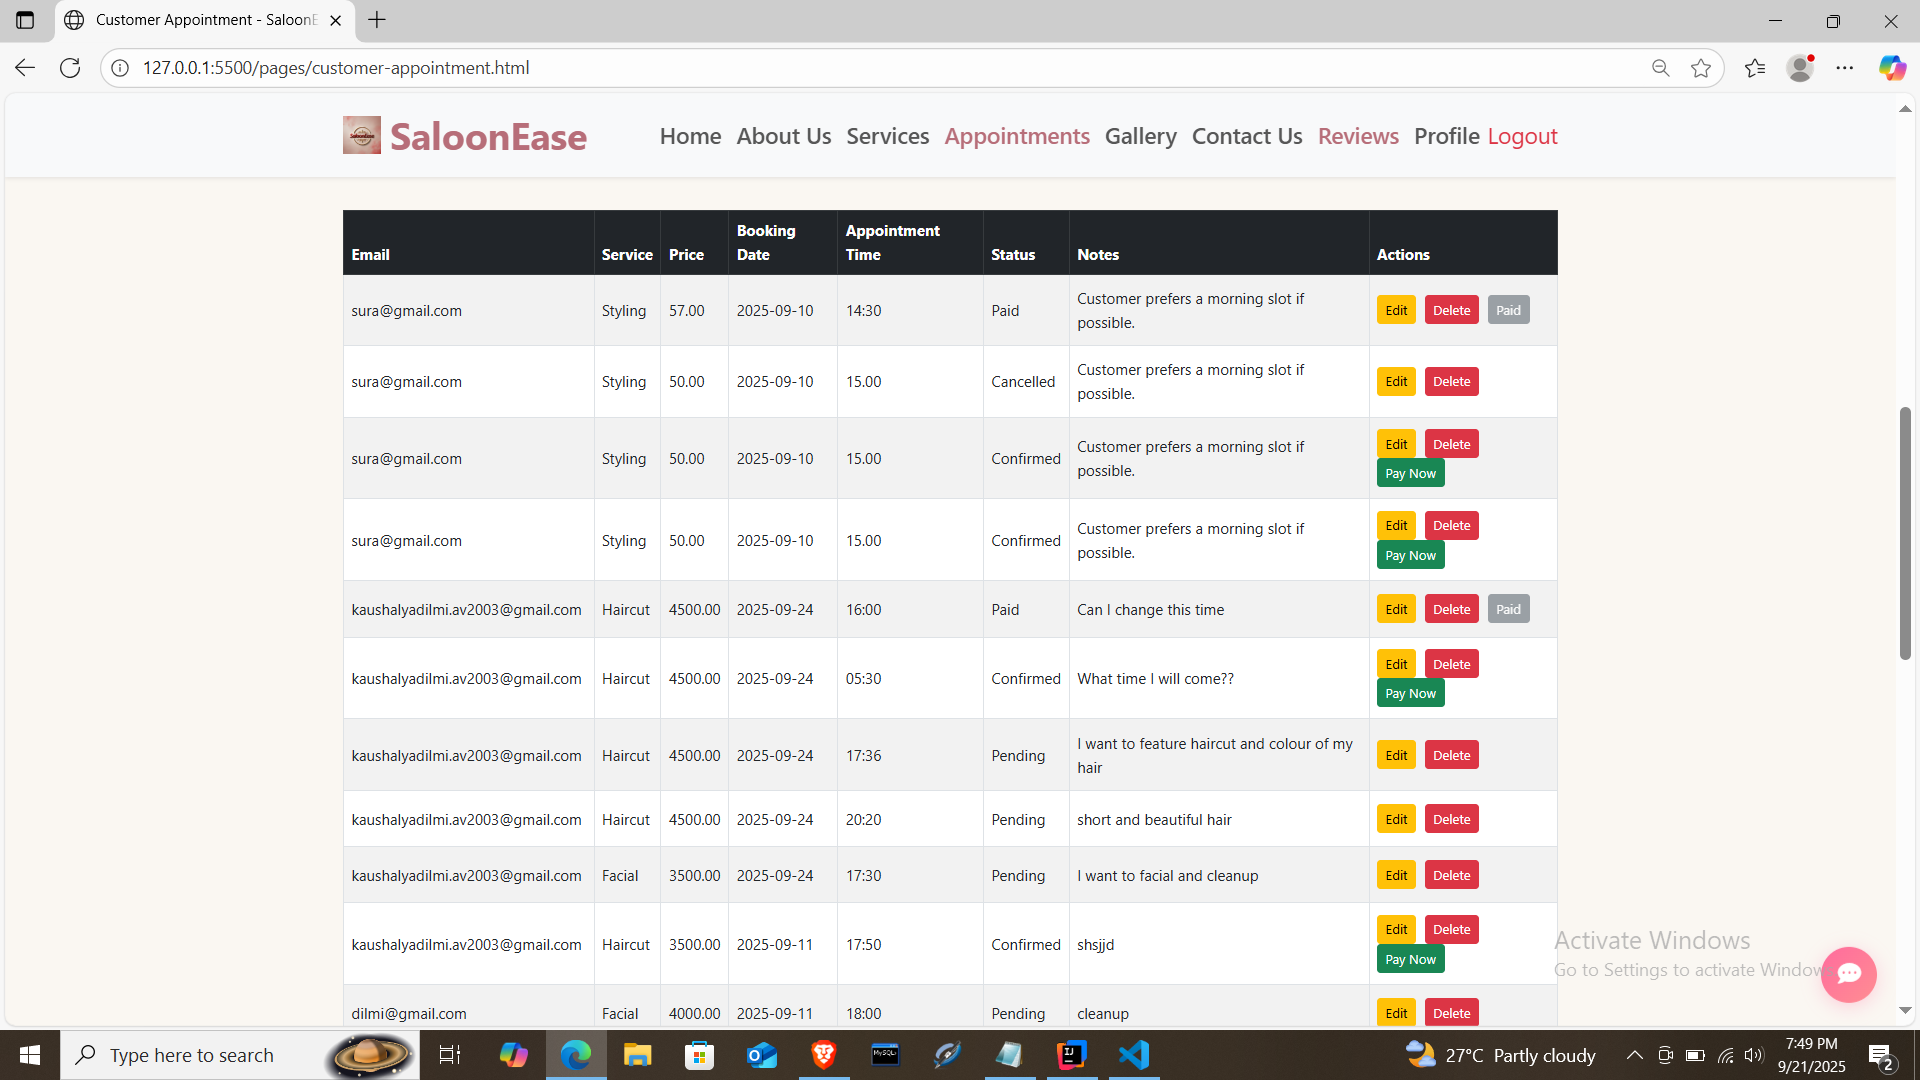 Customer Appointment - SaloonE
127.0.0.1:5500/pages/customer-appointment.html
SaloonEase Home About Us Services Appointments Gallery Contact Us Reviews Profile Logout
Email Service Price Booking Date Appointment Time Status Notes Actions
sura@gmail.com Styling 57.00 2025-09-10 14:30 Paid Customer prefers a morning slot if possible. Edit Delete Paid
sura@gmail.com Styling 50.00 2025-09-10 15.00 Cancelled Customer prefers a morning slot if possible. Edit Delete
sura@gmail.com Styling 50.00 2025-09-10 15.00 Confirmed Customer prefers a morning slot if possible. Edit Delete Pay Now
sura@gmail.com Styling 50.00 2025-09-10 15.00 Confirmed Customer prefers a morning slot if possible. Edit Delete Pay Now
kaushalyadilmi.av2003@gmail.com Haircut 4500.00 2025-09-24 16:00 Paid Can I change this time Edit Delete Paid
kaushalyadilmi.av2003@gmail.com Haircut 4500.00 2025-09-24 05:30 Confirmed What time I will come?? Edit Delete Pay Now
kaushalyadilmi.av2003@gmail.com Haircut 4500.00 2025-09-24 17:36 Pending I want to feature haircut and colour of my hair Edit Delete
kaushalyadilmi.av2003@gmail.com Haircut 4500.00 2025-09-24 20:20 Pending short and beautiful hair Edit Delete
kaushalyadilmi.av2003@gmail.com Facial 3500.00 2025-09-24 17:30 Pending I want to facial and cleanup Edit Delete
kaushalyadilmi.av2003@gmail.com Haircut 3500.00 2025-09-11 17:50 Confirmed shsjjd Edit Delete Pay Now
dilmi@gmail.com Facial 4000.00 2025-09-11 18:00 Pending cleanup Edit Delete
Activate Windows
Go to Settings to activate Window
Type here to search
27°C Partly cloudy
7:49 PM
9/21/2025
2